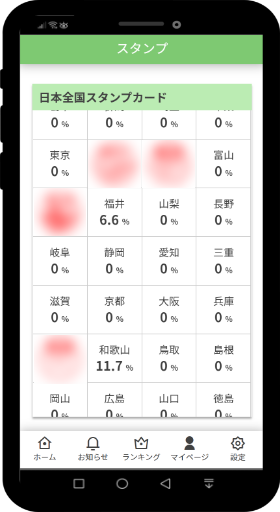 スタンプ
日本全国スタンプカード
0 % 0 % 0 % 0 %
東京 富山
0 % 0 %
福井 山梨 長野
6.6 % 0 % 0 %
岐阜 静岡 愛知 三重
0 % 0 % 0 % 0 %
滋賀 京都 大阪 兵庫
0 % 0 % 0 % 0 %
和歌山 鳥取 島根
11.7 % 0 % 0 %
岡山 広島 山口 徳島
0 % 0 % 0 % 0 %
ホーム お知らせ ランキング マイページ 設定